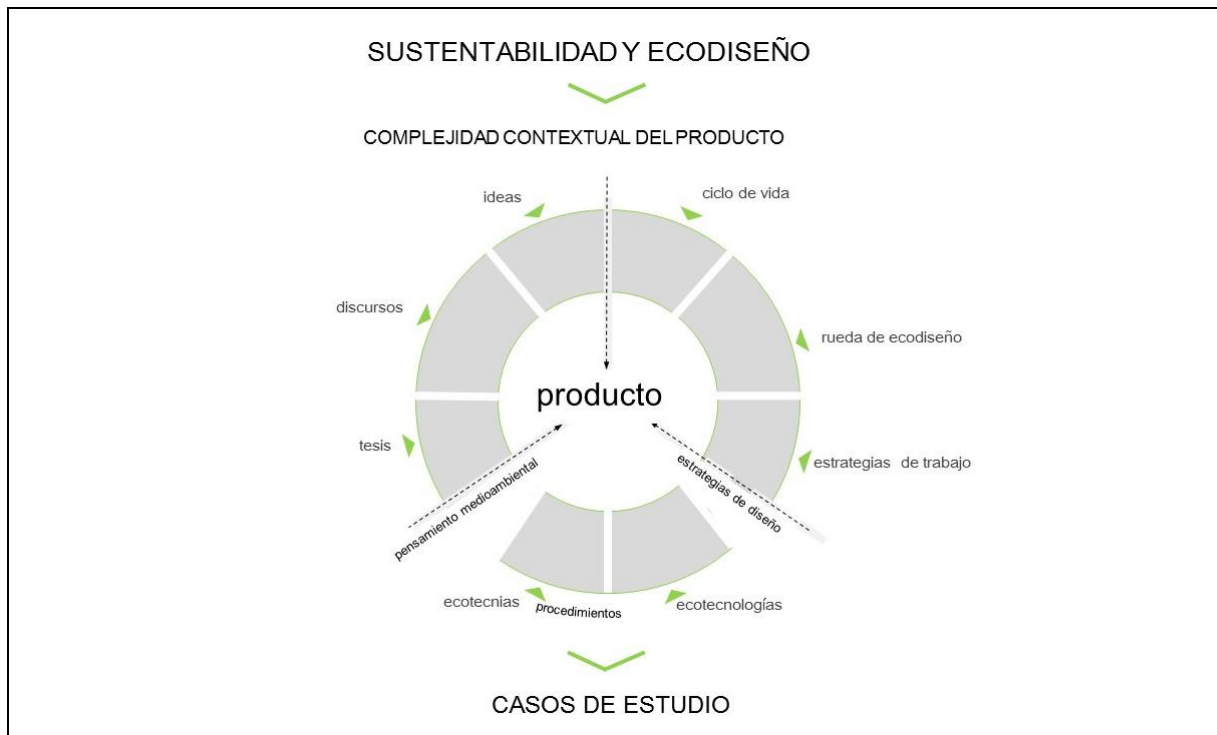 SUSTENTABILIDAD Y ECODISEÑO
COMPLEJIDAD CONTEXTUAL DEL PRODUCTO
ideas
ciclo de vida
discursos
rueda de ecodiseño
producto
tesis
estrategias de trabajo
pensamiento medioambiental
estrategias de diseño
ecotecnias
procedimientos
ecotecnologías
CASOS DE ESTUDIO